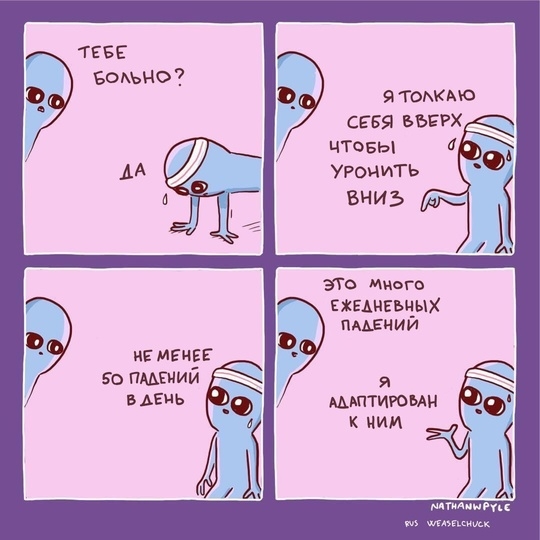 ТЕБЕ
БОЛЬНО?
ДА
Я ТОЛКАЮ
СЕБЯ ВВЕРХ
ЧТОБЫ
УРОНИТЬ
ВНИЗ
НЕ МЕНЕЕ
50 ПАДЕНИЙ
В ДЕНЬ
ЭТО МНОГО
ЕЖЕДНЕВНЫХ
ПАДЕНИЙ
Я
АДАПТИРОВАН
К НИМ
NATHANWPYLE
RUS WEASELCHUCK